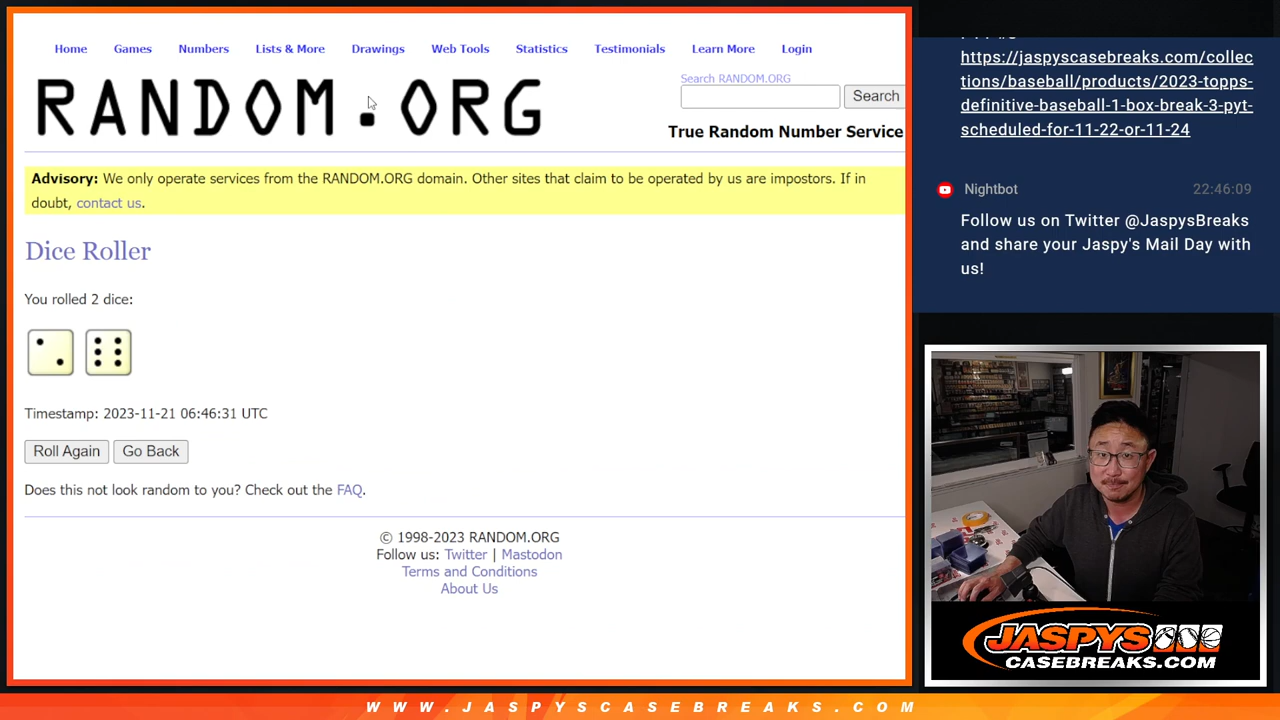 Home Games Numbers Lists & More Drawings Web Tools Statistics Testimonials Learn More Login
RANDOM.ORG
Search RANDOM.ORG
Search
True Random Number Service
Advisory: We only operate services from the RANDOM.ORG domain. Other sites that claim to be operated by us are impostors. If in
doubt, contact us.
Dice Roller
You rolled 2 dice:
Timestamp: 2023-11-21 06:46:31 UTC
Roll Again Go Back
Does this not look random to you? Check out the FAQ.
© 1998-2023 RANDOM.ORG
Follow us: Twitter | Mastodon
Terms and Conditions
About Us
https://jaspyscasebreaks.com/collec
tions/baseball/products/2023-topps-
definitive-baseball-1-box-break-3-pyt-
scheduled-for-11-22-or-11-24
Nightbot 22:46:09
Follow us on Twitter @JaspysBreaks
and share your Jaspy's Mail Day with
us!
JASPYS
CASEBREAKS.COM
WWW.JASPYSCASEBREAKS.COM